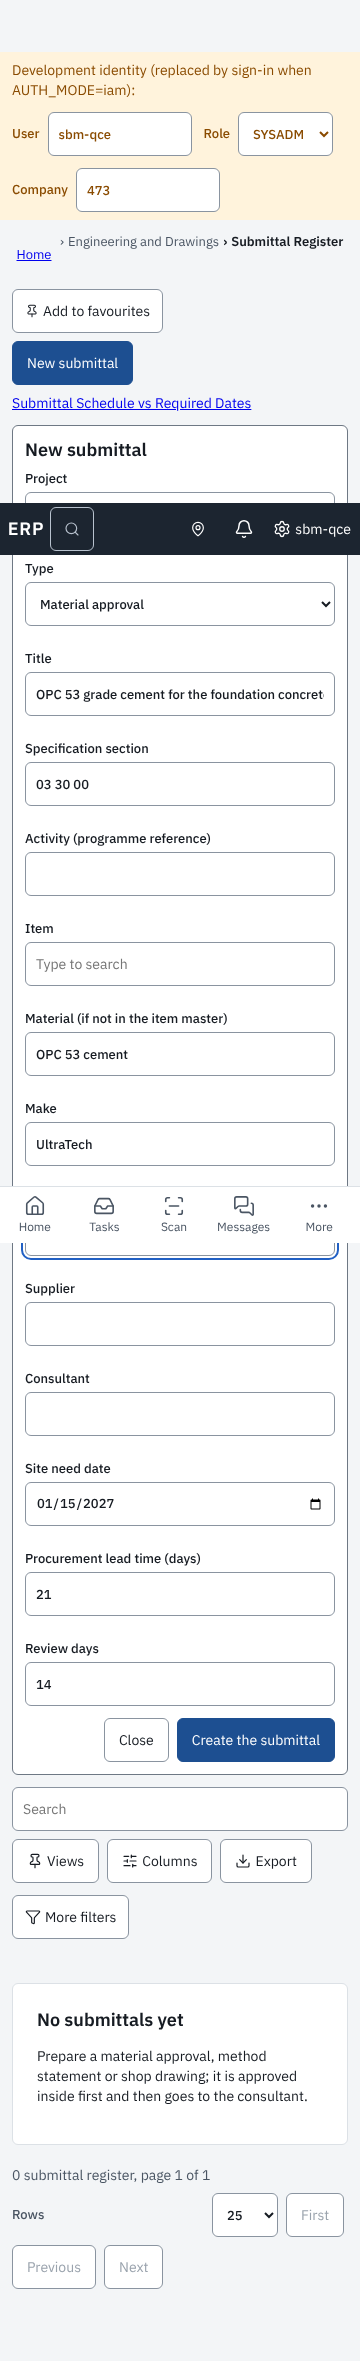 Development identity (replaced by sign-in when
AUTH_MODE=iam):
User sbm-qce Role SYSADM
Company 473
Home › Engineering and Drawings › Submittal Register
Add to favourites
New submittal
Submittal Schedule vs Required Dates
New submittal
Project
ERP sbm-qce
Type
Material approval
Title
OPC 53 grade cement for the foundation concret
Specification section
03 30 00
Activity (programme reference)
Item
Type to search
Material (if not in the item master)
OPC 53 cement
Make
UltraTech
Home Tasks Scan Messages More
Supplier
Consultant
Site need date
01/15/2027
Procurement lead time (days)
21
Review days
14
Close Create the submittal
Search
Views Columns Export
More filters
No submittals yet
Prepare a material approval, method
statement or shop drawing; it is approved
inside first and then goes to the consultant.
0 submittal register, page 1 of 1
Rows 25 First
Previous Next